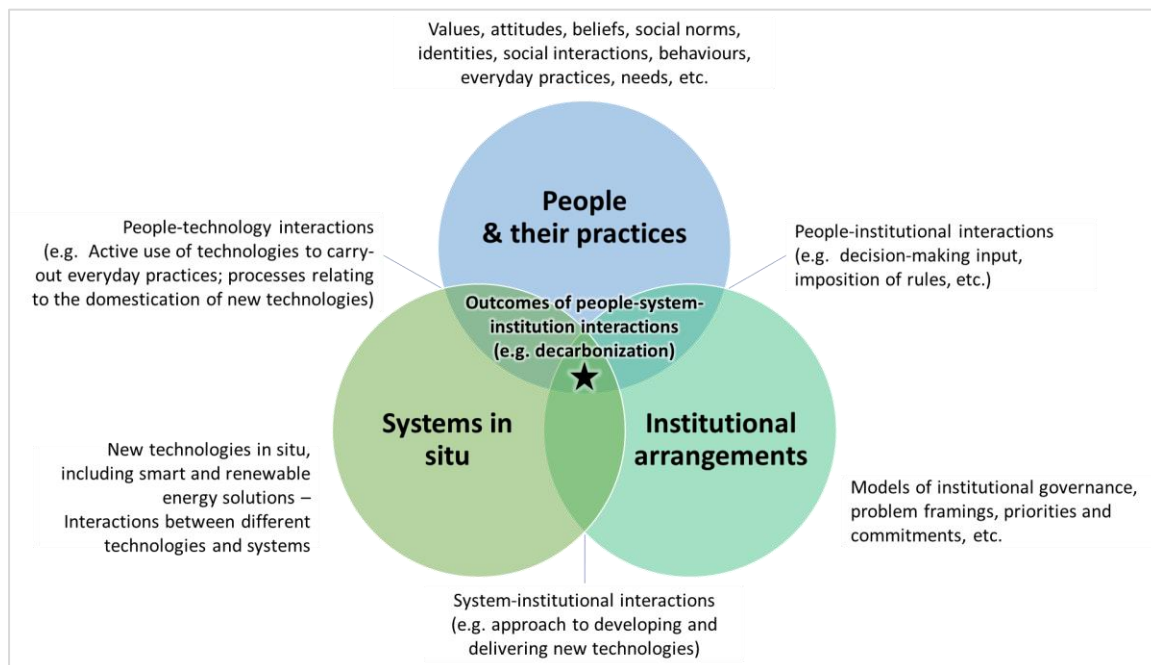 Values, attitudes, beliefs, social norms,
identities, social interactions, behaviours,
everyday practices, needs, etc.
People
& their practices
People-technology interactions
(e.g.  Active use of technologies to carry-
out everyday practices; processes relating
to the domestication of new technologies)
People-institutional interactions
(e.g.  decision-making input,
imposition of rules, etc.)
Outcomes of people-system-
institution interactions
(e.g. decarbonization)
Systems in
situ
Institutional
arrangements
New technologies in situ,
including smart and renewable
energy solutions –
Interactions between different
technologies and systems
Models of institutional governance,
problem framings, priorities and
commitments, etc.
System-institutional interactions
(e.g. approach to developing and
delivering new technologies)